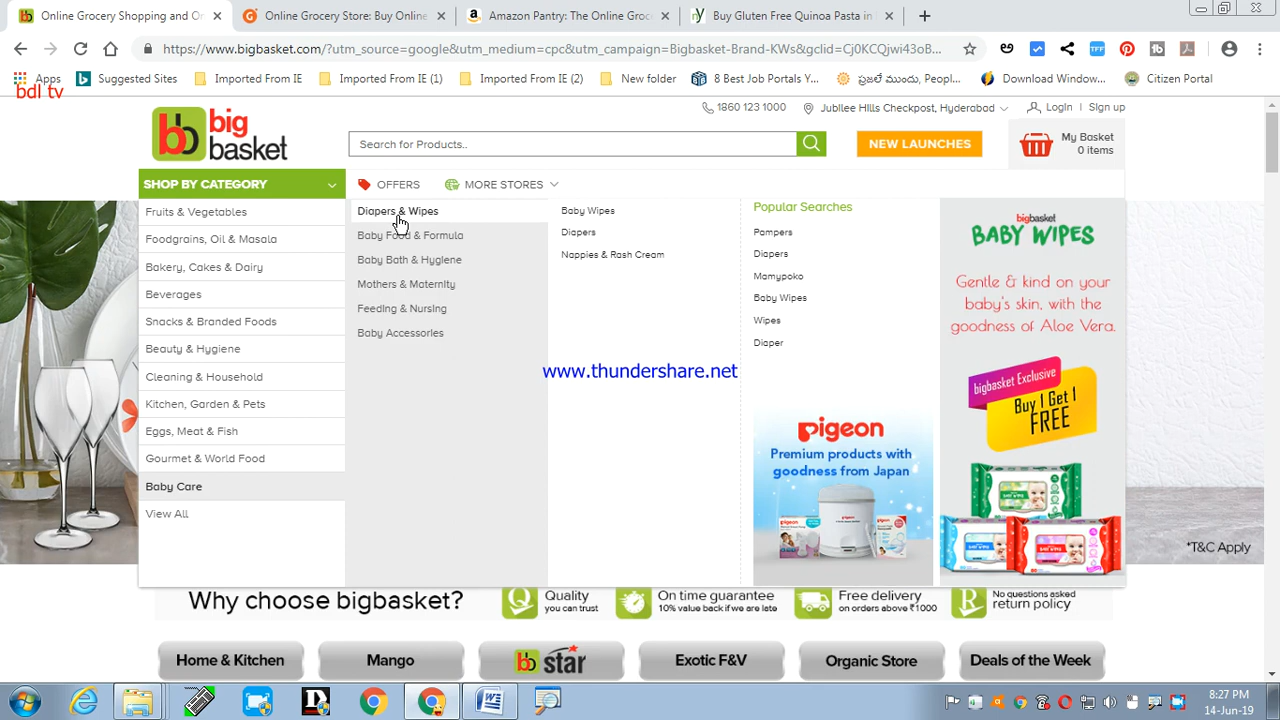 Online Grocery Shopping and Or
Online Grocery Store: Buy Online
Amazon Pantry: The Online Groc
Buy Gluten Free Quinoa Pasta in
https://www.bigbasket.com/?utm_source=google&utm_medium=cpc&utm_campaign=Bigbasket-Brand-KWs&gclid=Cj0KCQjwi43oB...
Apps
Suggested Sites
Imported From IE
Imported From IE (1)
Imported From IE (2)
New folder
7 Best Job Portals Y...
ప్రజలే ముందు, Peopl...
Download Window...
Citizen Portal
bdl tv
1860 123 1000
Jubilee Hills Checkpost, Hyderabad
Login | Sign up
bb big basket
Search for Products..
NEW LAUNCHES
My Basket
0 items
SHOP BY CATEGORY
OFFERS
MORE STORES
Fruits & Vegetables
Foodgrains, Oil & Masala
Bakery, Cakes & Dairy
Beverages
Snacks & Branded Foods
Beauty & Hygiene
Cleaning & Household
Kitchen, Garden & Pets
Eggs, Meat & Fish
Gourmet & World Food
Baby Care
View All
Diapers & Wipes
Baby Food & Formula
Baby Bath & Hygiene
Mothers & Maternity
Feeding & Nursing
Baby Accessories
Baby Wipes
Diapers
Nappies & Rash Cream
Popular Searches
Pampers
Diapers
Mamypoko
Baby Wipes
Wipes
Diaper
www.thundershare.net
pigeon
Premium products with
goodness from Japan
bigbasket
BABY WIPES
Gentle & kind on your
baby's skin, with the
goodness of Aloe Vera.
bigbasket Exclusive
Buy 1 Get 1
FREE
*T&C Apply
Why choose bigbasket?
Quality
you can trust
On time guarantee
10% value back if we are late
Free delivery
on orders above ₹1000
No questions asked
return policy
Home & Kitchen
Mango
bb star
Exotic F&V
Organic Store
Deals of the Week
8:27 PM
14-Jun-19